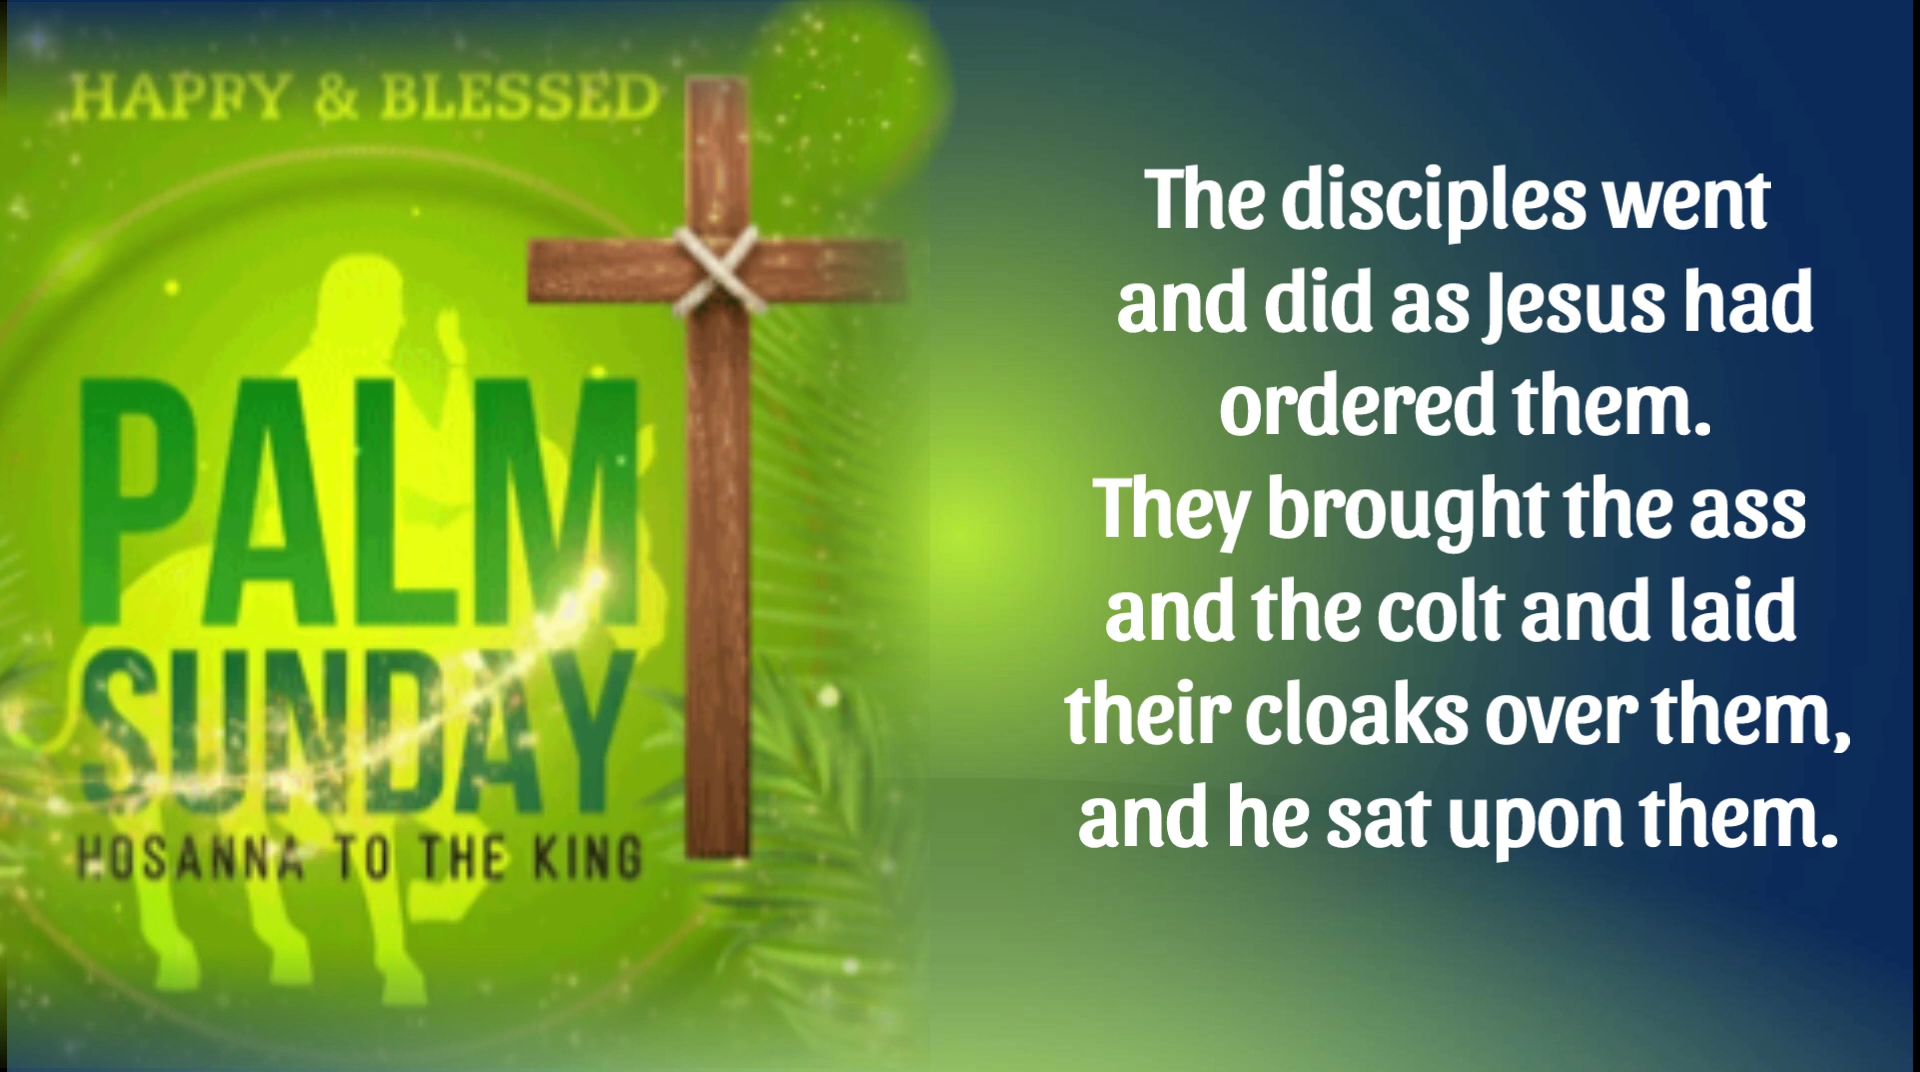 HAPPY & BLESSED
PALM
SUNDAY
HOSANNA TO THE KING
The disciples went
and did as Jesus had
ordered them.
They brought the ass
and the colt and laid
their cloaks over them,
and he sat upon them.